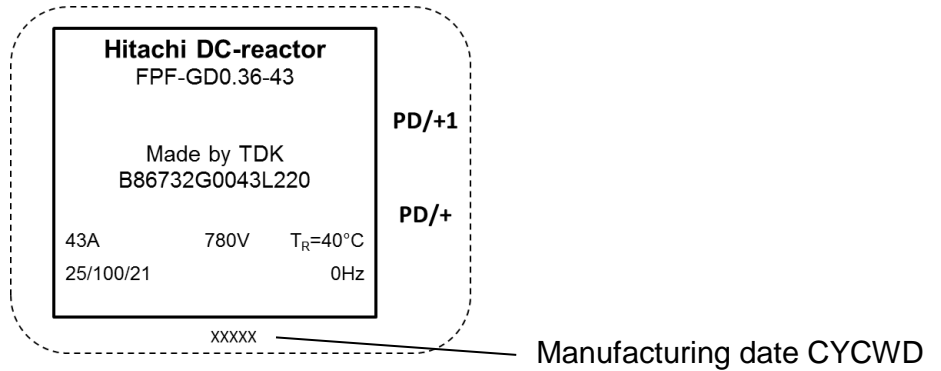 Hitachi DC-reactor
FPF-GD0.36-43
PD/+1
Made by TDK
B86732G0043L220
PD/+
43A 780V TR=40°C
25/100/21 0Hz
xxxxx
Manufacturing date CYCWD